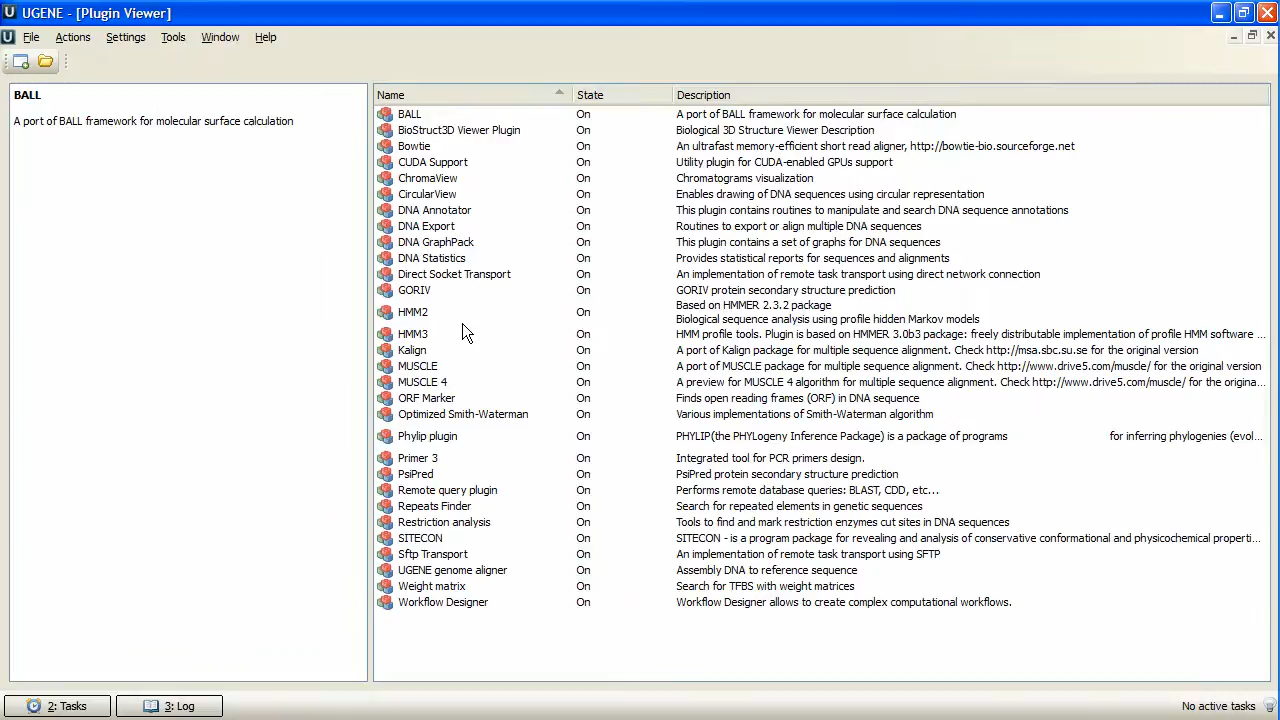 UGENE - [Plugin Viewer]
File Actions Settings Tools Window Help
BALL
A port of BALL framework for molecular surface calculation
Name State Description
BALL On A port of BALL framework for molecular surface calculation
BioStruct3D Viewer Plugin On Biological 3D Structure Viewer Description
Bowtie On An ultrafast memory-efficient short read aligner, http://bowtie-bio.sourceforge.net
CUDA Support On Utility plugin for CUDA-enabled GPUs support
ChromaView On Chromatograms visualization
CircularView On Enables drawing of DNA sequences using circular representation
DNA Annotator On This plugin contains routines to manipulate and search DNA sequence annotations
DNA Export On Routines to export or align multiple DNA sequences
DNA GraphPack On This plugin contains a set of graphs for DNA sequences
DNA Statistics On Provides statistical reports for sequences and alignments
Direct Socket Transport On An implementation of remote task transport using direct network connection
GORIV On GORIV protein secondary structure prediction
HMM2 On Based on HMMER 2.3.2 package
Biological sequence analysis using profile hidden Markov models
HMM3 On HMM profile tools. Plugin is based on HMMER 3.0b3 package: freely distributable implementation of profile HMM software ...
Kalign On A port of Kalign package for multiple sequence alignment. Check http://msa.sbc.su.se for the original version
MUSCLE On A port of MUSCLE package for multiple sequence alignment. Check http://www.drive5.com/muscle/ for the original version
MUSCLE 4 On A preview for MUSCLE 4 algorithm for multiple sequence alignment. Check http://www.drive5.com/muscle/ for the origina...
ORF Marker On Finds open reading frames (ORF) in DNA sequence
Optimized Smith-Waterman On Various implementations of Smith-Waterman algorithm
Phylip plugin On PHYLIP(the PHYLogeny Inference Package) is a package of programs for inferring phylogenies (evol...
Primer 3 On Integrated tool for PCR primers design.
PsiPred On PsiPred protein secondary structure prediction
Remote query plugin On Performs remote database queries: BLAST, CDD, etc...
Repeats Finder On Search for repeated elements in genetic sequences
Restriction analysis On Tools to find and mark restriction enzymes cut sites in DNA sequences
SITECON On SITECON - is a program package for revealing and analysis of conservative conformational and physicochemical properti...
Sftp Transport On An implementation of remote task transport using SFTP
UGENE genome aligner On Assembly DNA to reference sequence
Weight matrix On Search for TFBS with weight matrices
Workflow Designer On Workflow Designer allows to create complex computational workflows.
2: Tasks 3: Log No active tasks